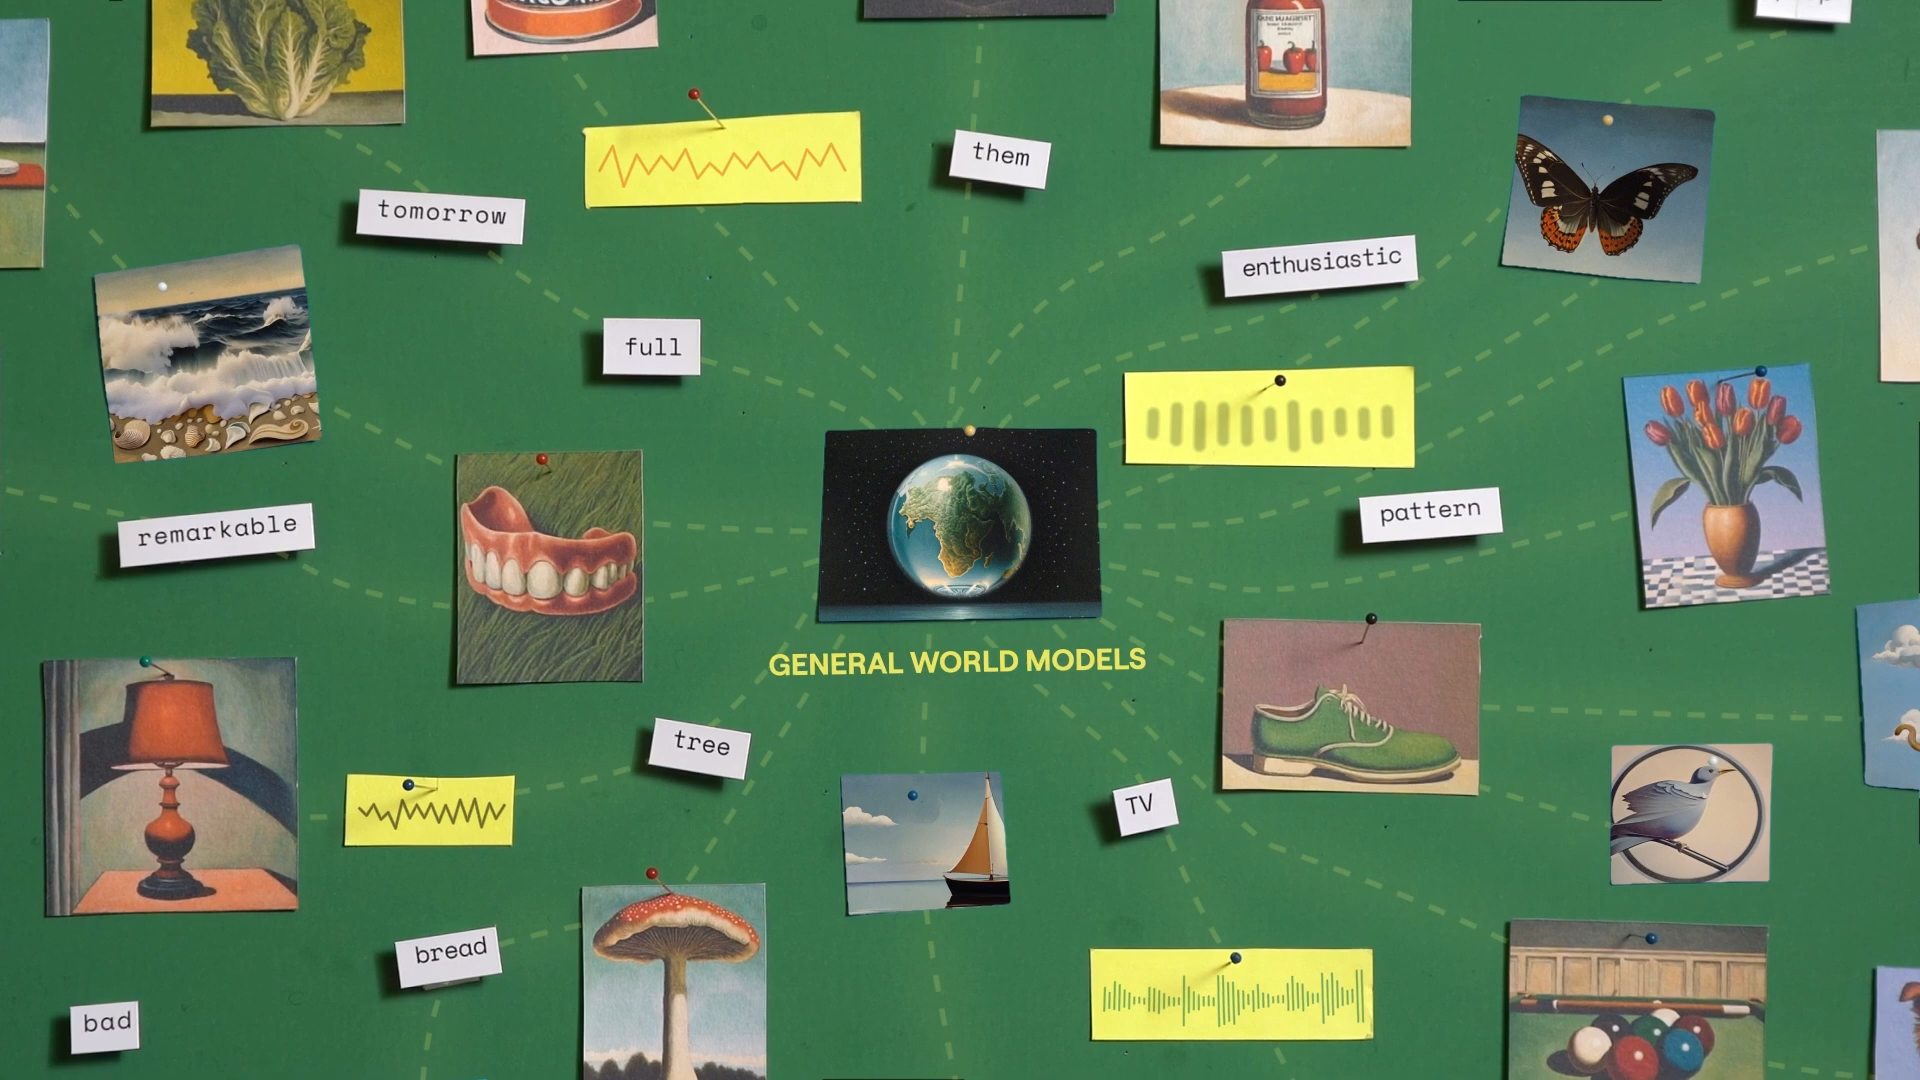 them
tomorrow
enthusiastic
full
pattern
remarkable
GENERAL WORLD MODELS
tree
TV
bread
bad